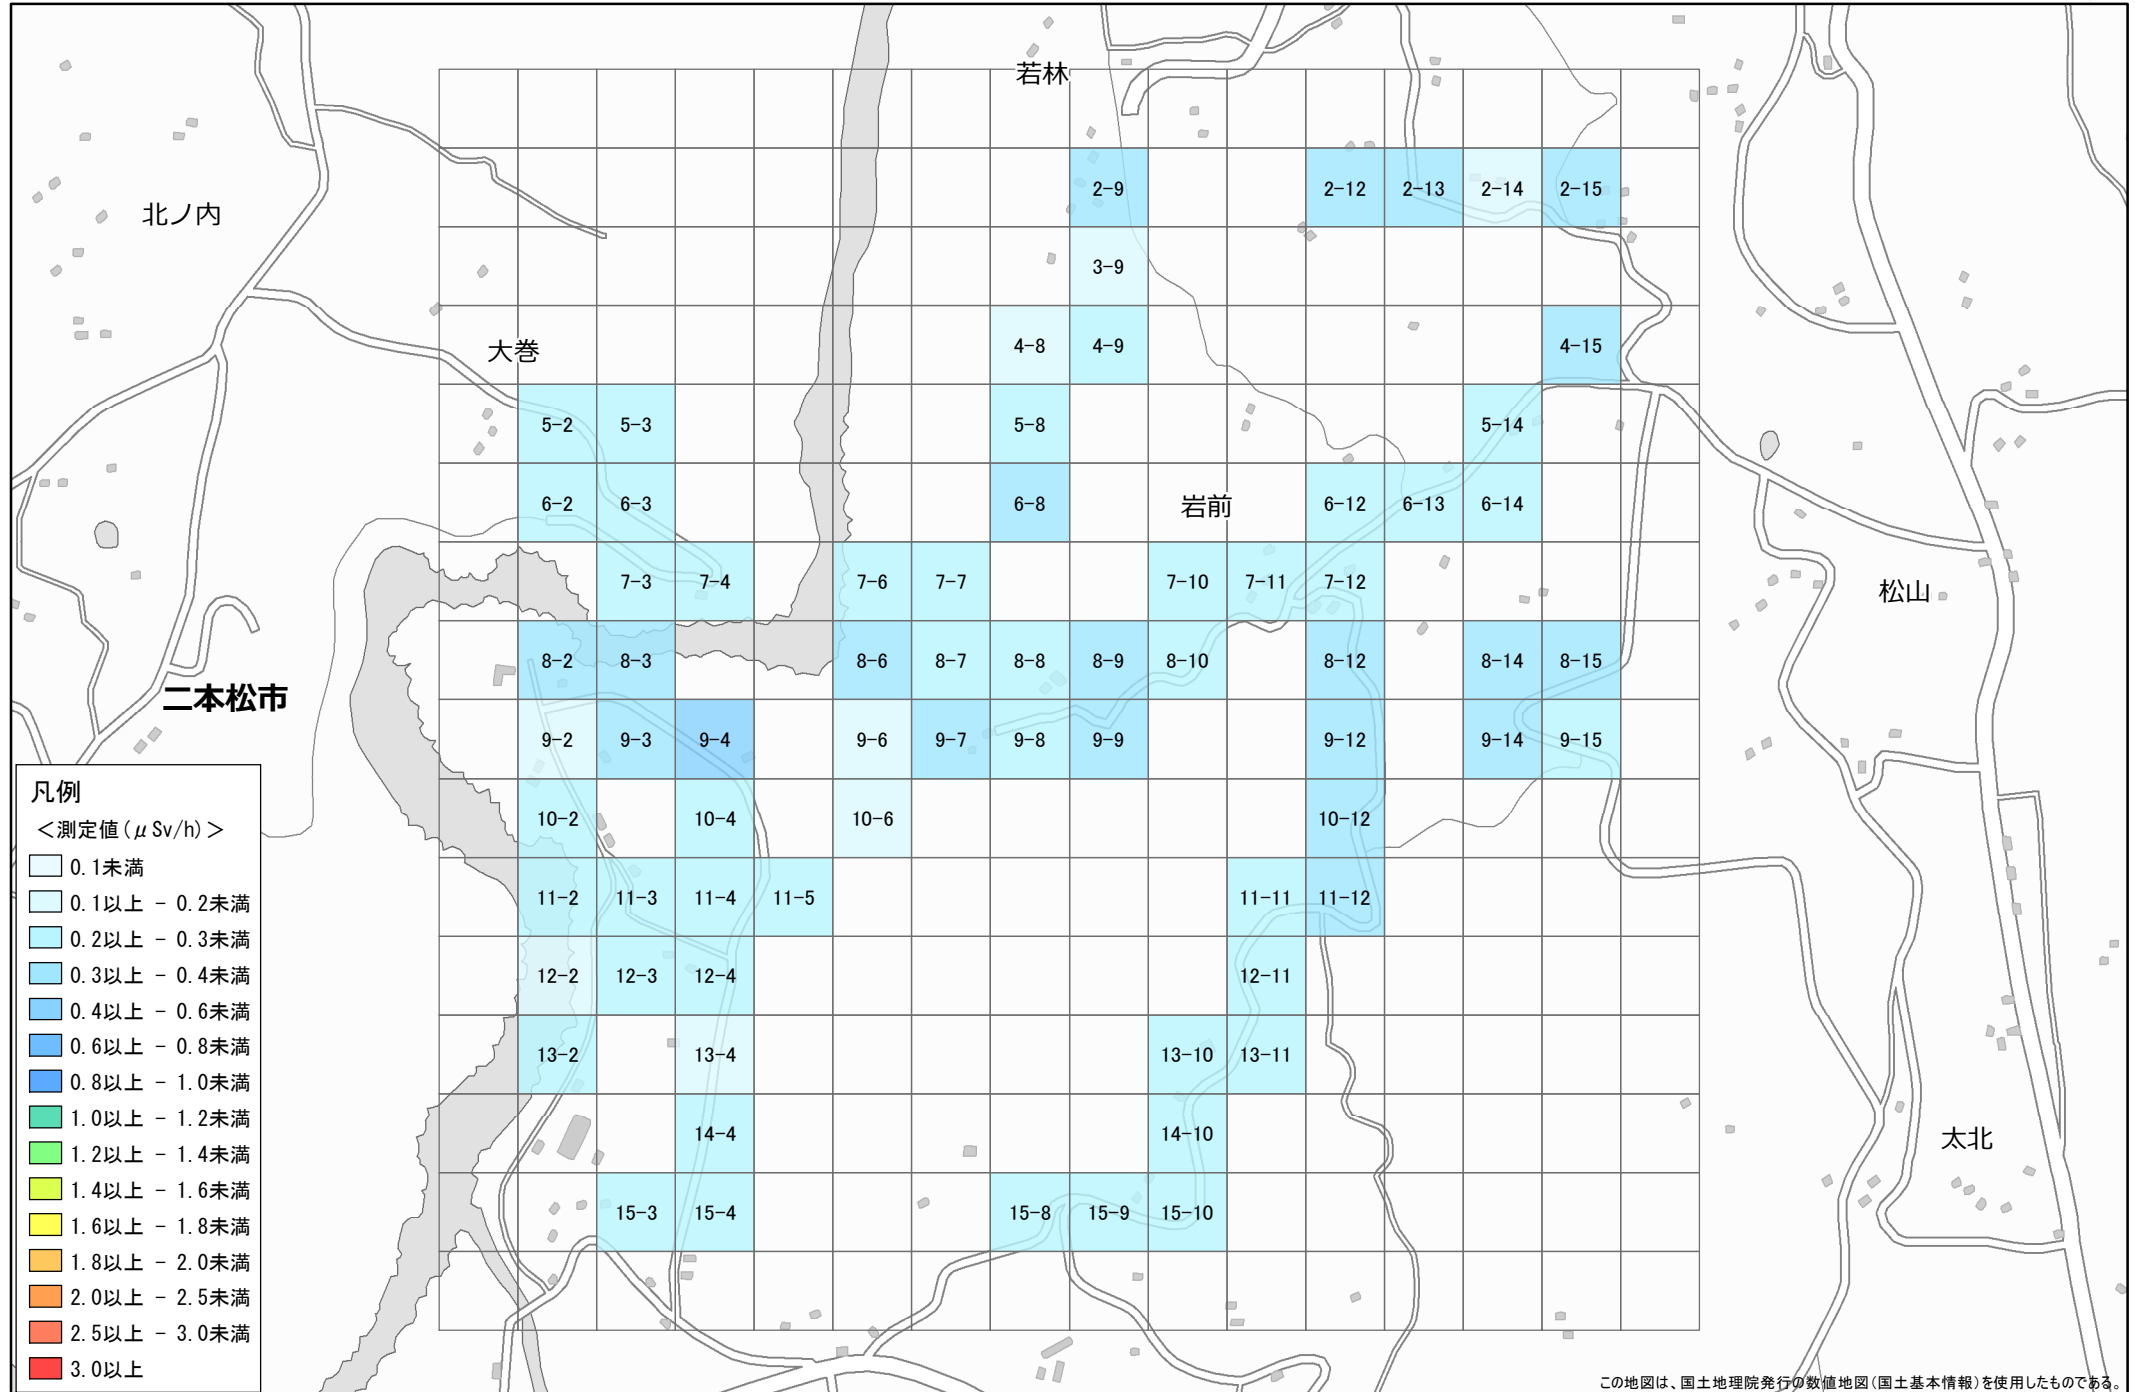 若林
2-9 2-12 2-13 2-14 2-15
北ノ内
3-9
大巻 4-8 4-9 4-15
5-2 5-3 5-8 5-14
6-2 6-3 6-8 岩前 6-12 6-13 6-14
7-3 7-4 7-6 7-7 7-10 7-11 7-12
松山
8-2 8-3 8-6 8-7 8-8 8-9 8-10 8-12 8-14 8-15
二本松市
9-2 9-3 9-4 9-6 9-7 9-8 9-9 9-12 9-14 9-15
10-2 10-4 10-6 10-12
11-2 11-3 11-4 11-5 11-11 11-12
12-2 12-3 12-4 12-11
13-2 13-4 13-10 13-11
14-4 14-10
太北
15-3 15-4 15-8 15-9 15-10
凡例
＜測定値(μSv/h)＞
0.1未満
0.1以上 - 0.2未満
0.2以上 - 0.3未満
0.3以上 - 0.4未満
0.4以上 - 0.6未満
0.6以上 - 0.8未満
0.8以上 - 1.0未満
1.0以上 - 1.2未満
1.2以上 - 1.4未満
1.4以上 - 1.6未満
1.6以上 - 1.8未満
1.8以上 - 2.0未満
2.0以上 - 2.5未満
2.5以上 - 3.0未満
3.0以上
この地図は、国土地理院発行の数値地図(国土基本情報)を使用したものである。